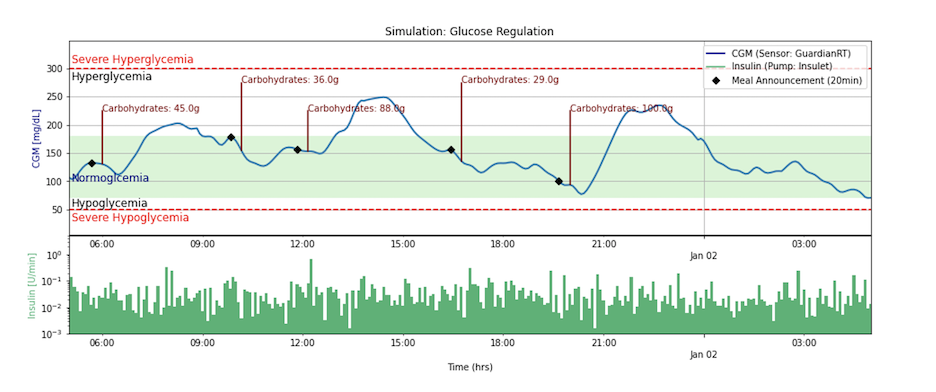 Simulation: Glucose Regulation
CGM [mg/dL]
300
250
200
150
100
50
Severe Hyperglycemia
Hyperglycemia
Normoglcemia
Hypoglycemia
Severe Hypoglycemia
Carbohydrates: 45.0g
Carbohydrates: 36.0g
Carbohydrates: 88.0g
Carbohydrates: 29.0g
Carbohydrates: 100.0g
CGM (Sensor: GuardianRT)
Insulin (Pump: Insulet)
Meal Announcement (20min)
06:00 09:00 12:00 15:00 18:00 21:00 03:00
Jan 02
Insulin [U/min]
10⁰
10⁻¹
10⁻²
10⁻³
06:00 09:00 12:00 15:00 18:00 21:00 03:00
Jan 02
Time (hrs)